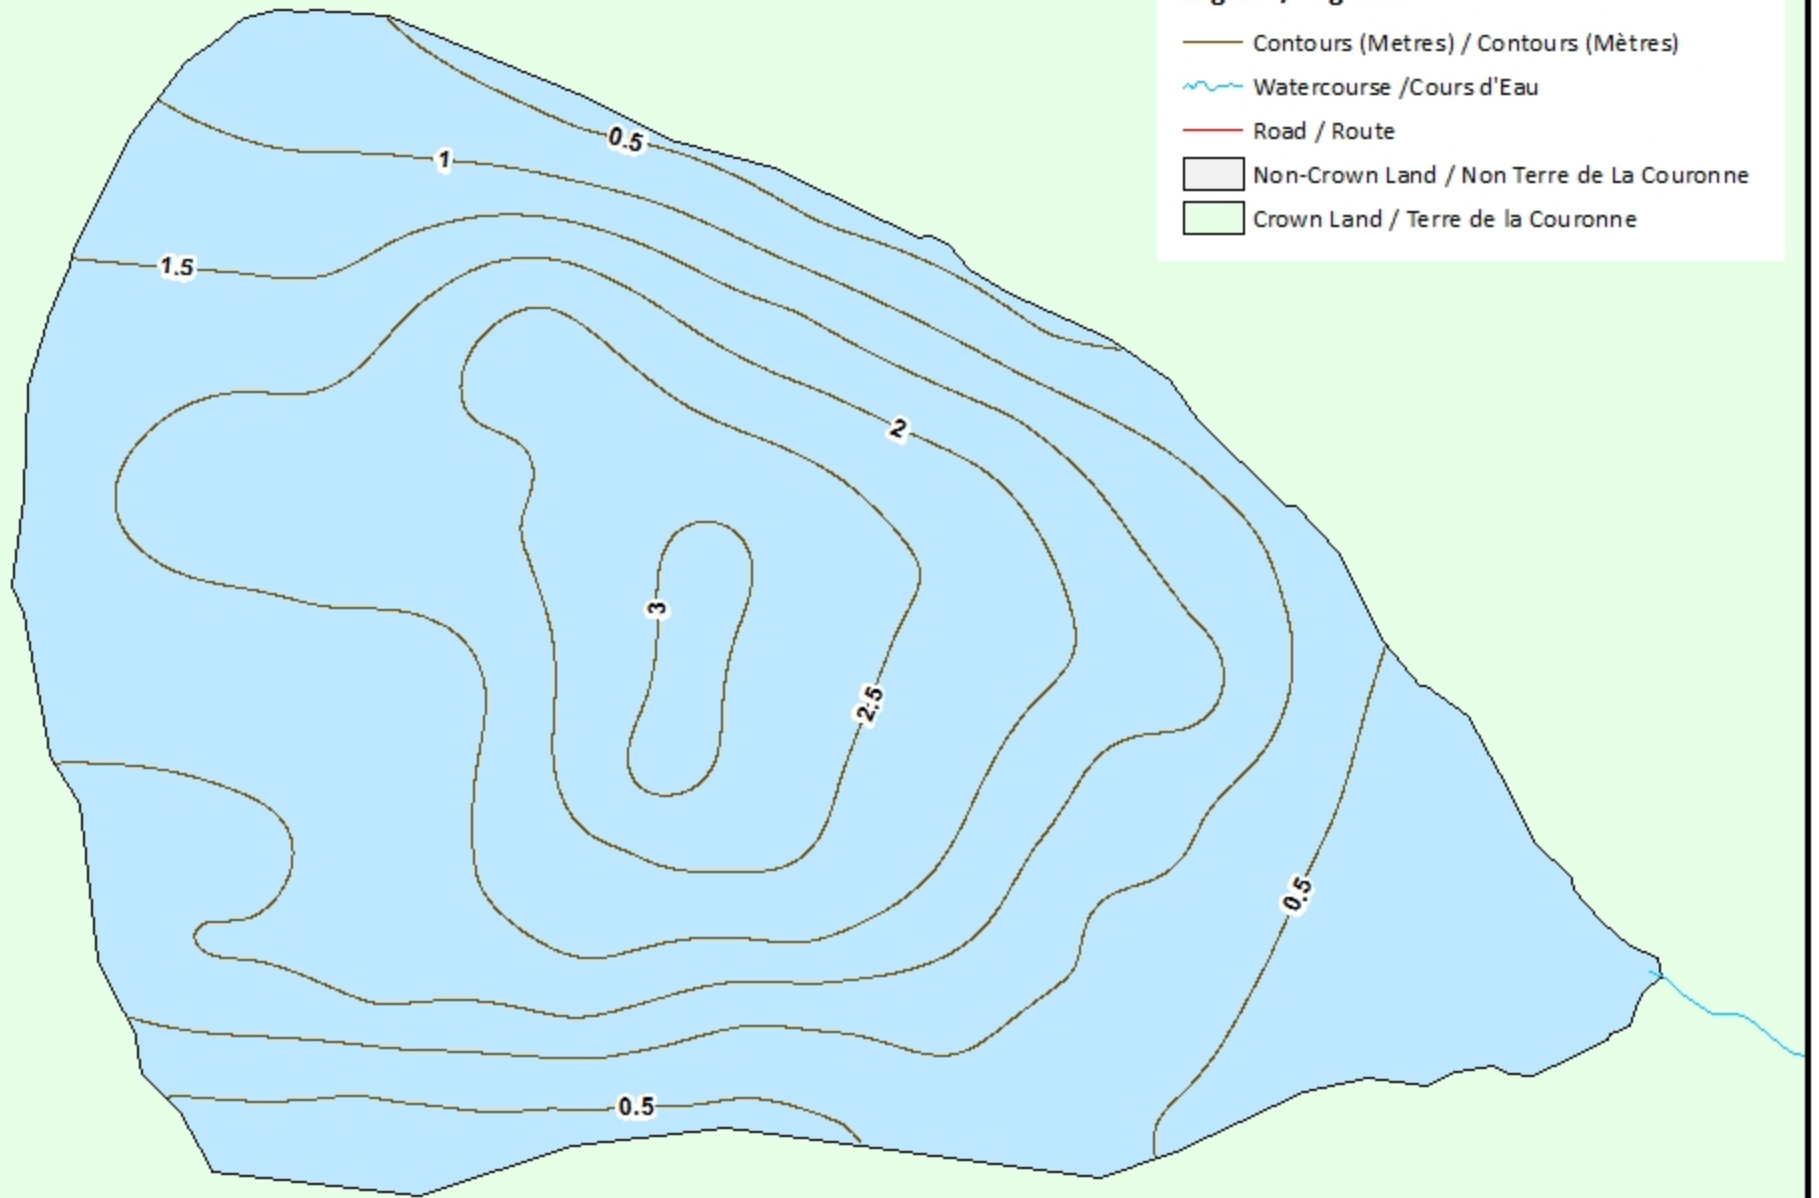 Contours (Metres) / Contours (Mètres)
Watercourse /Cours d'Eau
Road / Route
Non-Crown Land / Non Terre de La Couronne
Crown Land / Terre de la Couronne
0.5
1
1.5
2
3
2.5
0.5
0.5